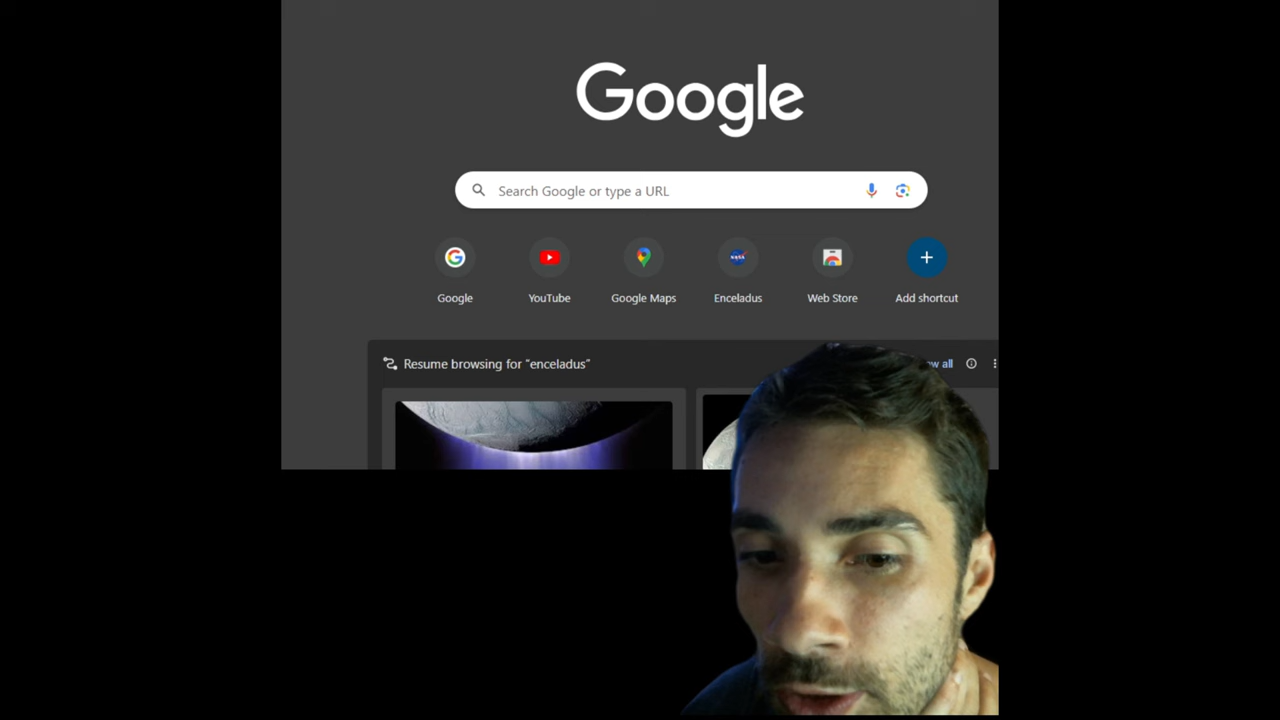 Google
Search Google or type a URL
Google
YouTube
Google Maps
Enceladus
Web Store
Add shortcut
Resume browsing for “enceladus”
all